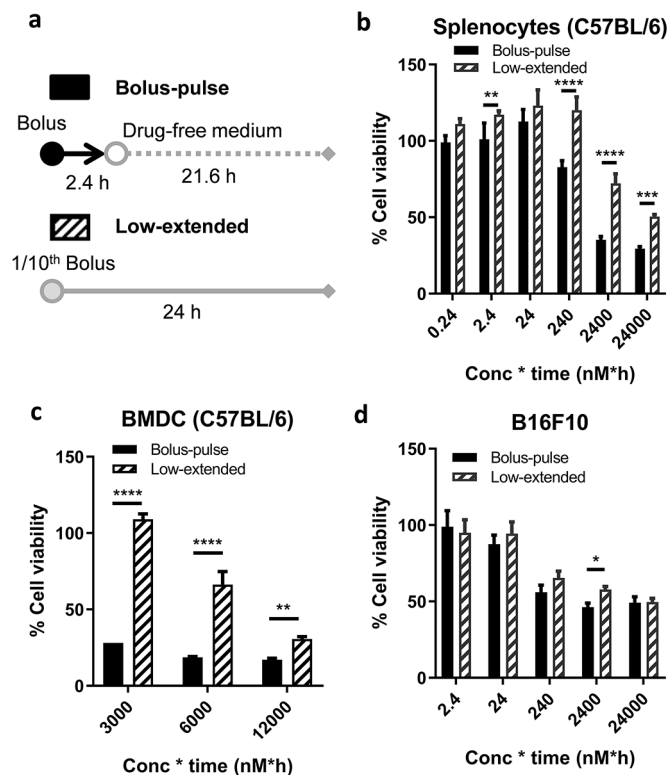 a
Bolus-pulse
Bolus
Drug-free medium
2.4 h
21.6 h
Low-extended
1/10th Bolus
24 h
b
Splenocytes (C57BL/6)
Bolus-pulse
Low-extended
% Cell viability
150
100
50
0
**
****
****
***
0.24
2.4
24
240
2400
24000
Conc * time (nM*h)
c
BMDC (C57BL/6)
Bolus-pulse
Low-extended
% Cell viability
150
100
50
0
****
****
**
3000
6000
12000
Conc * time (nM*h)
d
B16F10
Bolus-pulse
Low-extended
% Cell viability
150
100
50
0
*
2.4
24
240
2400
24000
Conc * time (nM*h)